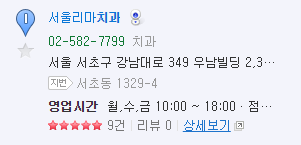 서울리마치과
02-582-7799 치과
서울 서초구 강남대로 349 우남빌딩 2,3...
지번 서초동 1329-4
영업시간 월,수,금 10:00 ~ 18:00 · 점...
★★★★★ 9건 | 리뷰 0 | 상세보기